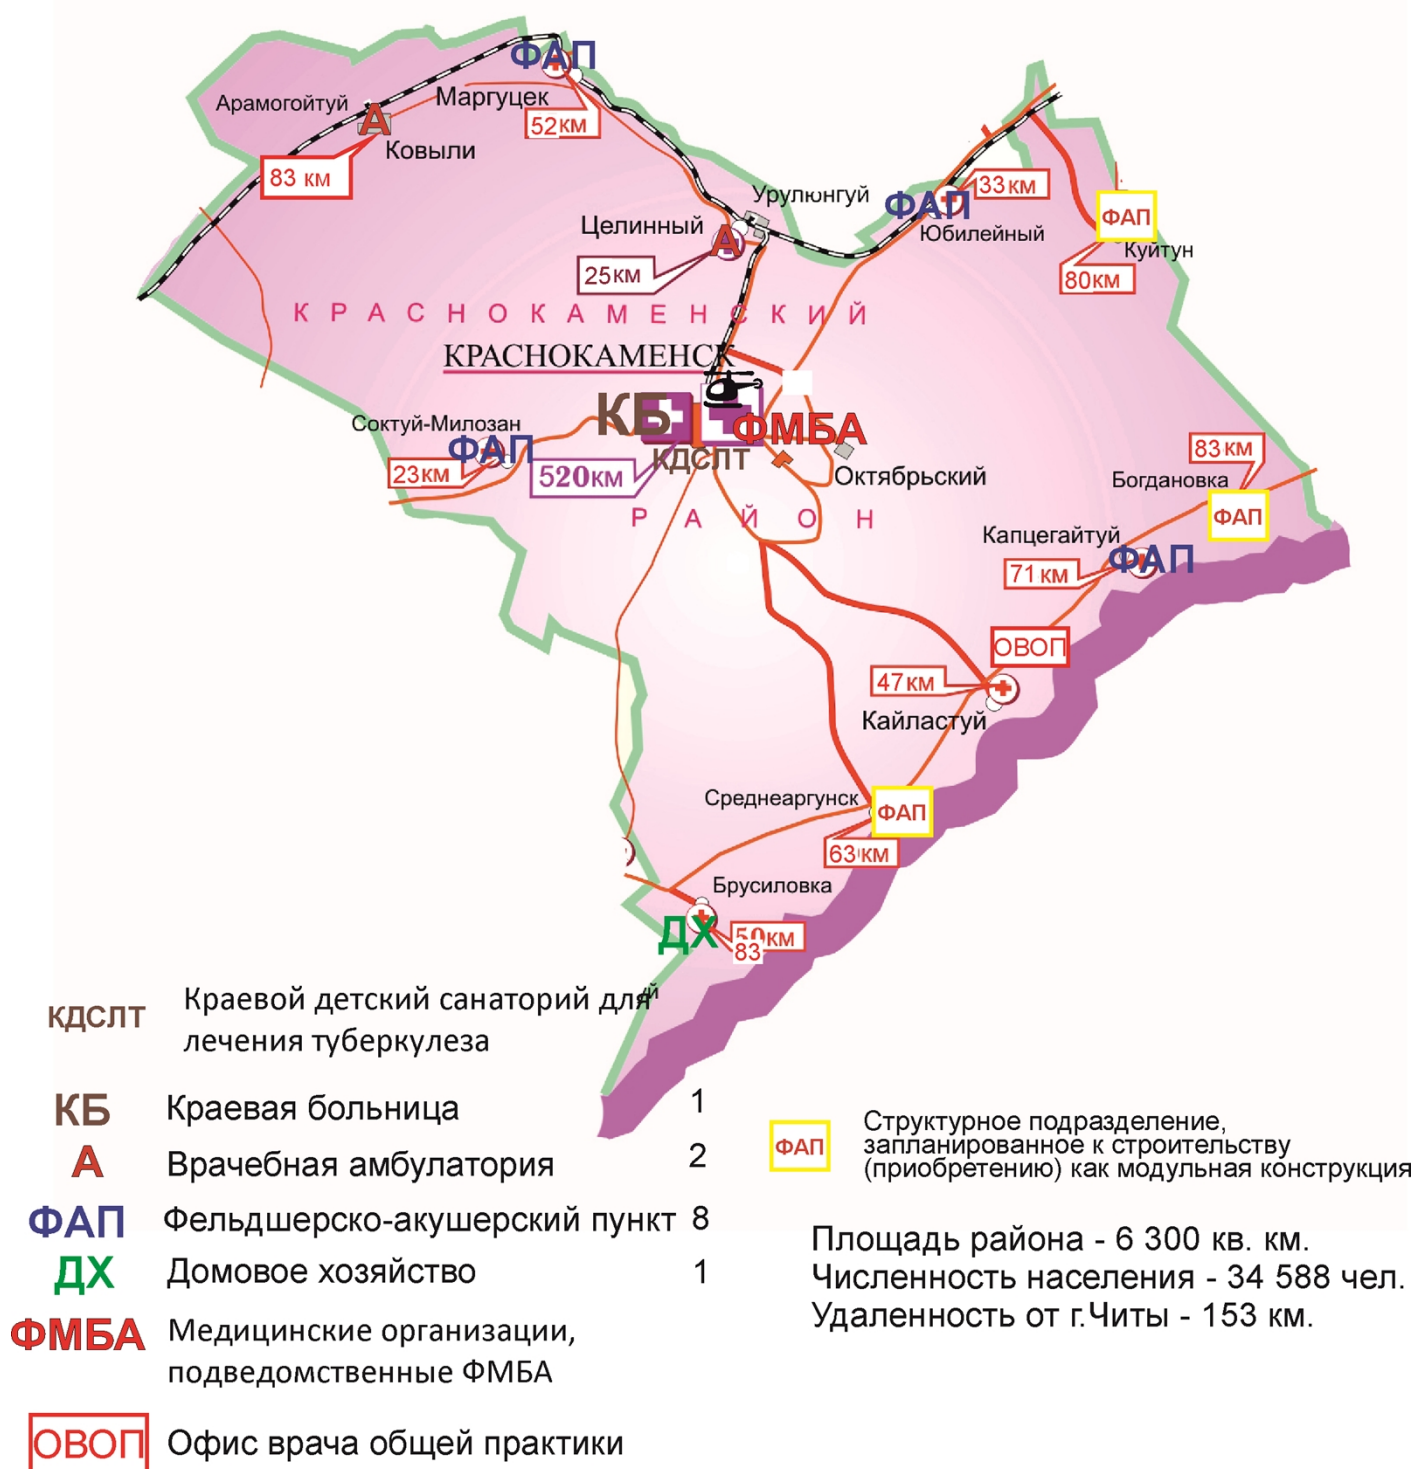 ФАП
Арамогойтуй
Маргуцек
А
52км
Ковыли
83 км
Урулюнгуй
ФАП
33км
ФАП
Целинный
А
Юбилейный
Куйтун
25км
80км
КРАСНОКАМЕНСКИЙ
КРАСНОКАМЕНСК
КБ
ФМБА
Соктуй-Милозан
ФАП
КДСЛТ
23км
520км
Октябрьский
83км
Богдановка
ФАП
РАЙОН
Капцегайтуй
ФАП
71км
ОВОП
47км
Кайластуй
Среднеаргунск
ФАП
63км
Брусиловка
ДХ
50км
83
КДСЛТ
Краевой детский санаторий для
й
лечения туберкулеза
КБ Краевая больница 1
А Врачебная амбулатория 2
ФАП Фельдшерско-акушерский пункт 8
ДХ Домовое хозяйство 1
ФМБА Медицинские организации,
подведомственные ФМБА
ОВОП Офис врача общей практики
ФАП
Структурное подразделение,
запланированное к строительству
(приобретению) как модульная конструкция
Площадь района - 6 300 кв. км.
Численность населения - 34 588 чел.
Удаленность от г.Читы - 153 км.